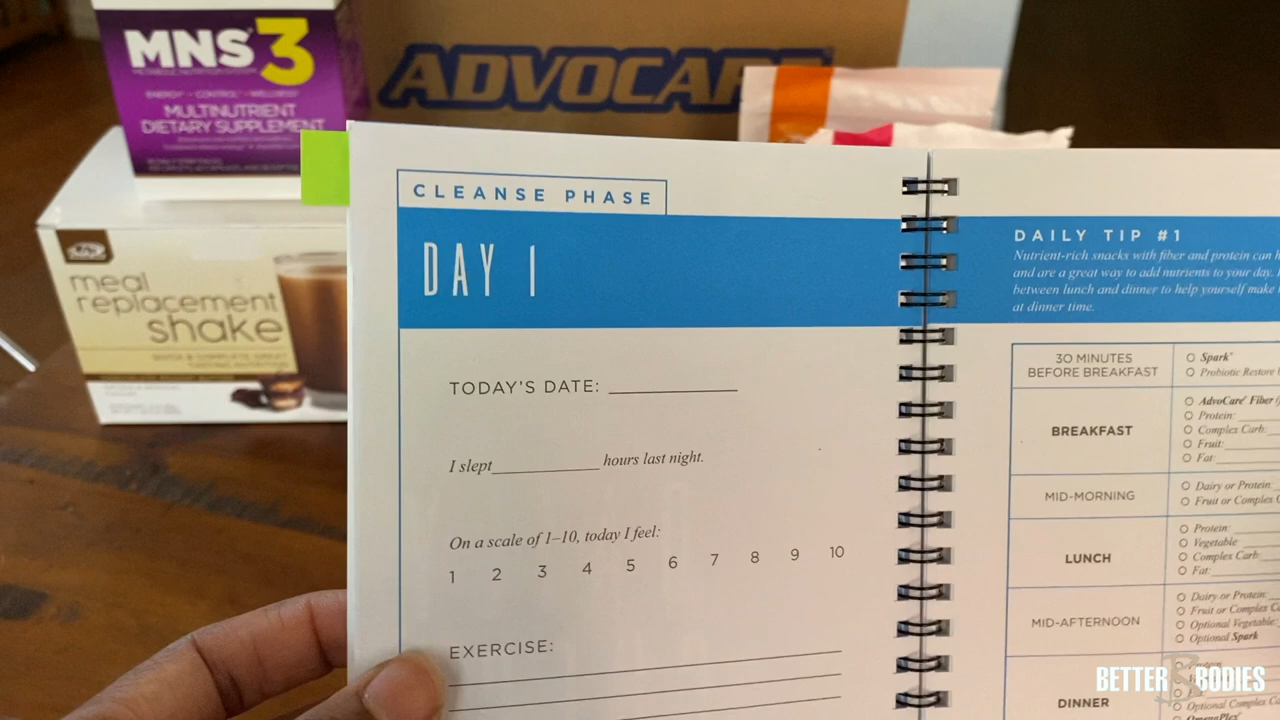 MNS 3
ENERGY • CONTROL • WELLNESS
MULTINUTRIENT
DIETARY SUPPLEMENT
ADVOCARE
meal
replacement
shake
CLEANSE PHASE
DAY 1
TODAY'S DATE:
I slept hours last night.
On a scale of 1–10, today I feel:
1 2 3 4 5 6 7 8 9 10
EXERCISE:
DAILY TIP #1
Nutrient-rich snacks with fiber and protein can
and are a great way to add nutrients to your day.
between lunch and dinner to help yourself make
at dinner time.
30 MINUTES
BEFORE BREAKFAST
Spark
Probiotic Restore
BREAKFAST
AdvoCare Fiber
Protein:
Complex Carb:
Fruit:
Fat:
MID-MORNING
Dairy or Protein:
Fruit or Complex
LUNCH
Protein:
Vegetable
Complex Carb:
Fat:
MID-AFTERNOON
Dairy or Protein:
Fruit or Complex
Optional Vegetable:
Optional Spark
DINNER
Optional Complex
OmegaPlex
BETTER BODIES